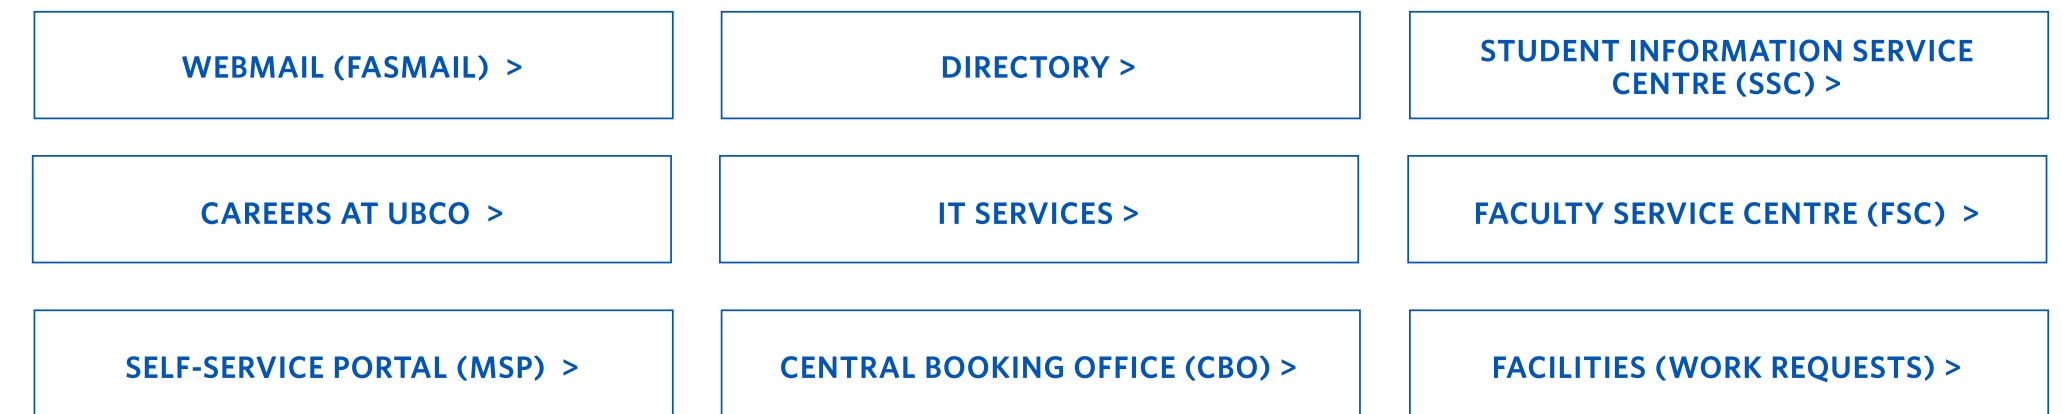 WEBMAIL (FASMAIL) >
DIRECTORY >
STUDENT INFORMATION SERVICE
CENTRE (SSC) >
CAREERS AT UBCO >
IT SERVICES >
FACULTY SERVICE CENTRE (FSC) >
SELF-SERVICE PORTAL (MSP) >
CENTRAL BOOKING OFFICE (CBO) >
FACILITIES (WORK REQUESTS) >